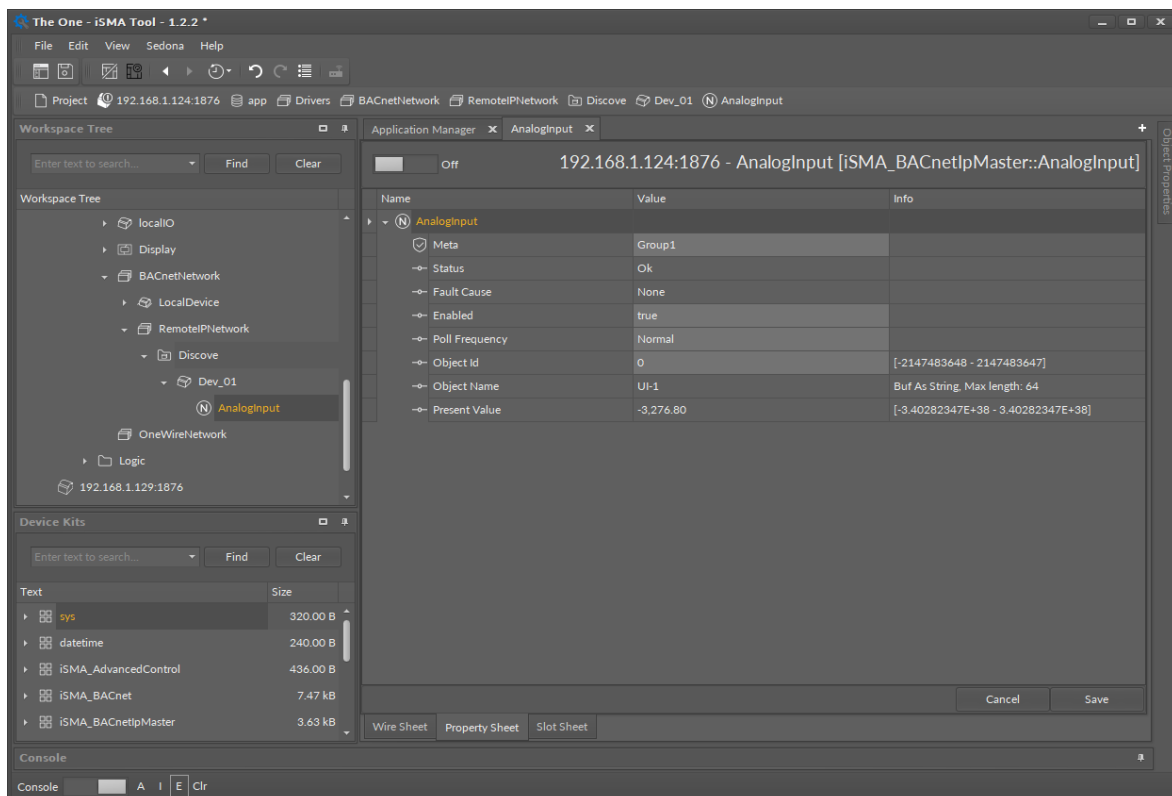 The One - iSMA Tool - 1.2.2 *
File Edit View Sedona Help
Project 192.168.1.124:1876 app Drivers BACnetNetwork RemoteIPNetwork Discove Dev_01 N AnalogInput
Workspace Tree
Enter text to search... Find Clear
Workspace Tree
localIO
Display
BACnetNetwork
LocalDevice
RemoteIPNetwork
Discove
Dev_01
N AnalogInput
OneWireNetwork
Logic
192.168.1.129:1876
Device Kits
Enter text to search... Find Clear
Text Size
sys 320.00 B
datetime 240.00 B
iSMA_AdvancedControl 436.00 B
iSMA_BACnet 7.47 kB
iSMA_BACnetIpMaster 3.63 kB
Application Manager x AnalogInput x +
Off 192.168.1.124:1876 - AnalogInput [iSMA_BACnetIpMaster::AnalogInput]
Name Value Info
N AnalogInput
Meta Group1
Status Ok
Fault Cause None
Enabled true
Poll Frequency Normal
Object Id 0 [-2147483648 - 2147483647]
Object Name UI-1 Buf As String, Max length: 64
Present Value -3,276.80 [-3.40282347E+38 - 3.40282347E+38]
Cancel Save
Wire Sheet Property Sheet Slot Sheet
Object Properties
Console
Console A I E Clr